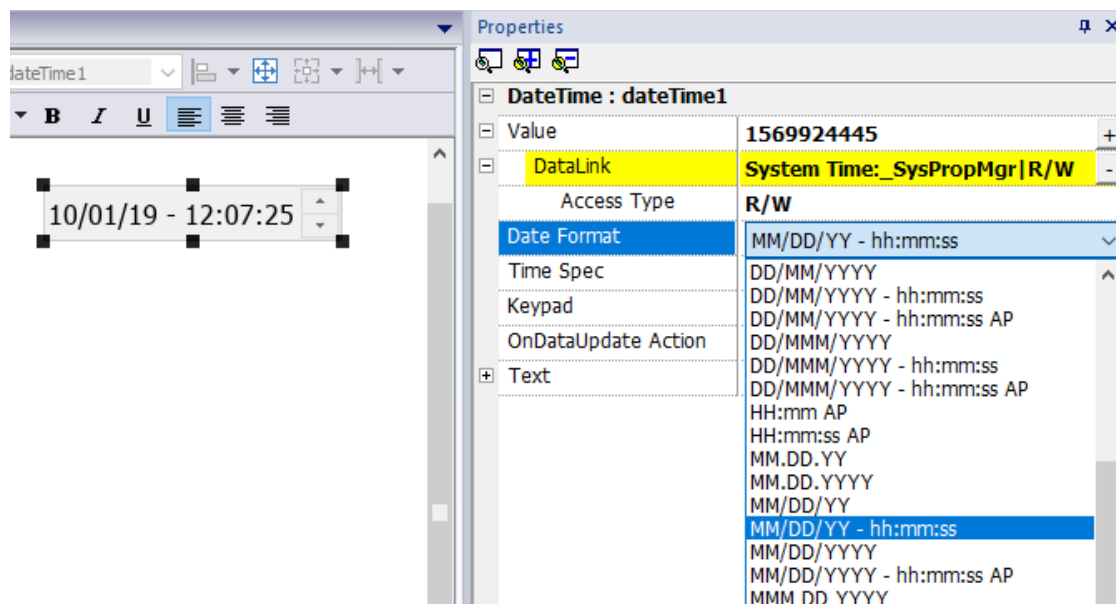 Properties
dateTime1
B I U
DateTime : dateTime1
Value 1569924445 +
DataLink System Time:_SysPropMgr|R/W -
Access Type R/W
10/01/19 - 12:07:25
Date Format MM/DD/YY - hh:mm:ss
Time Spec
Keypad
OnDataUpdate Action
Text
DD/MM/YYYY
DD/MM/YYYY - hh:mm:ss
DD/MM/YYYY - hh:mm:ss AP
DD/MMM/YYYY
DD/MMM/YYYY - hh:mm:ss
DD/MMM/YYYY - hh:mm:ss AP
HH:mm AP
HH:mm:ss AP
MM.DD.YY
MM.DD.YYYY
MM/DD/YY
MM/DD/YY - hh:mm:ss
MM/DD/YYYY
MM/DD/YYYY - hh:mm:ss AP
MMM DD YYYY